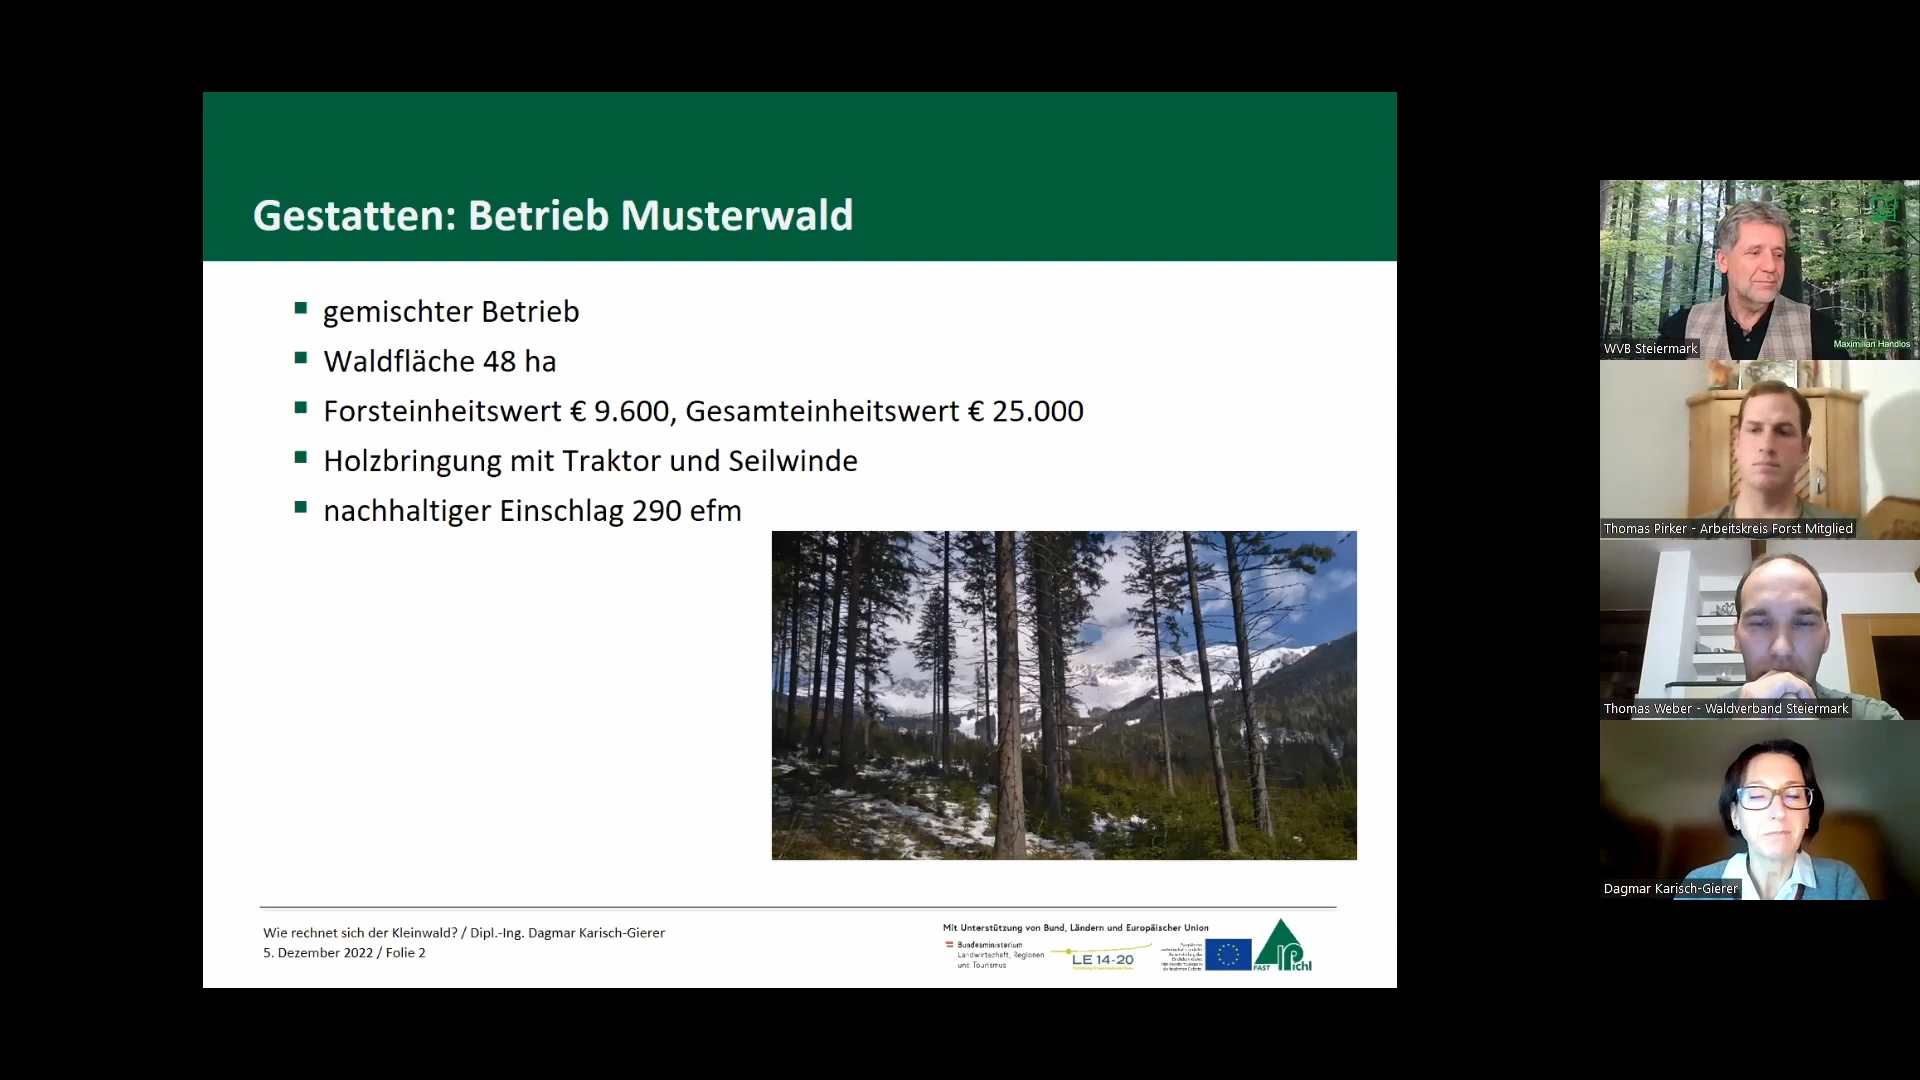 Gestatten: Betrieb Musterwald
gemischter Betrieb
Waldfläche 48 ha
Forsteinheitswert € 9.600, Gesamteinheitswert € 25.000
Holzbringung mit Traktor und Seilwinde
nachhaltiger Einschlag 290 efm
Wie rechnet sich der Kleinwald? / Dipl.-Ing. Dagmar Karisch-Gierer
5. Dezember 2022 / Folie 2
Mit Unterstützung von Bund, Ländern und Europäischer Union
Bundesministerium
Landwirtschaft, Regionen
und Tourismus
LE 14-20
FAST
Pichl
Maximilian Handlos
WVB Steiermark
Thomas Pirker - Arbeitskreis Forst Mitglied
Thomas Weber - Waldverband Steiermark
Dagmar Karisch-Gierer